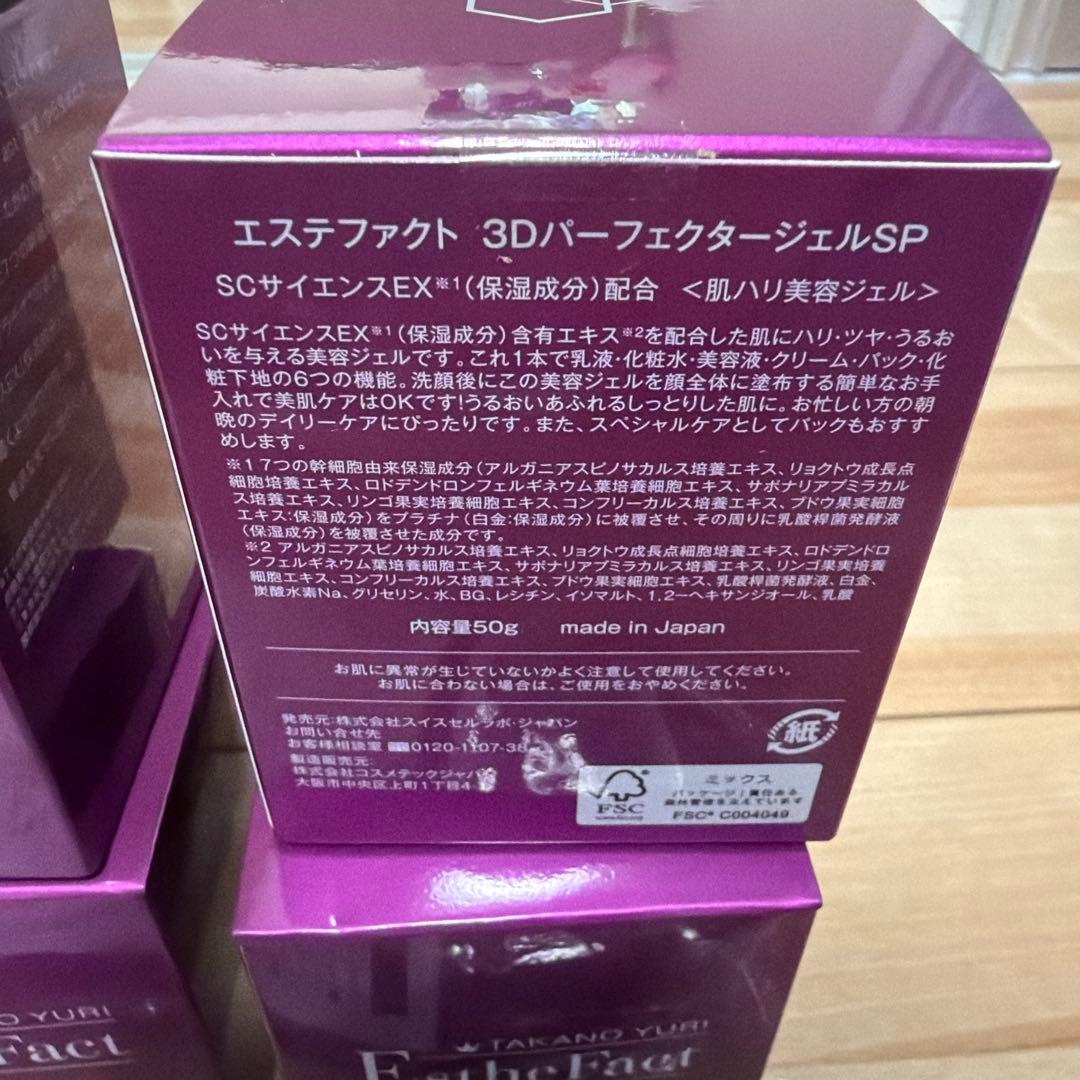 エステファクト 3DパーフェクタージェルSP
SCサイエンスEX※1(保湿成分)配合 <肌ハリ美容ジェル>
SCサイエンスEX※1(保湿成分)含有エキス※2を配合した肌にハリ・ツヤ・うるお
いを与える美容ジェルです。これ1本で乳液・化粧水・美容液・クリーム・パック・化
粧下地の6つの機能。洗顔後にこの美容ジェルを顔全体に塗布する簡単なお手
入れで美肌ケアはOKです!うるおいあふれるしっとりした肌に。お忙しい方の朝
晩のデイリーケアにぴったりです。また、スペシャルケアとしてパックもおすす
めします。
※1 7つの幹細胞由来保湿成分(アルガニアスピノサカルス培養エキス、リョクトウ成長点
細胞培養エキス、ロドデンドロンフェルギネウム葉培養細胞エキス、サポナリアプミラカル
ス培養エキス、リンゴ果実培養細胞エキス、コンフリーカルス培養エキス、ブドウ果実細胞
エキス:保湿成分)をプラチナ(白金:保湿成分)に被覆させ、その周りに乳酸桿菌発酵液
(保湿成分)を被覆させた成分です。
※2 アルガニアスピノサカルス培養エキス、リョクトウ成長点細胞培養エキス、ロドデンドロ
ンフェルギネウム葉培養細胞エキス、サポナリアプミラカルス培養エキス、リンゴ果実培養
細胞エキス、コンフリーカルス培養エキス、ブドウ果実細胞エキス、乳酸桿菌発酵液、白金、
炭酸水素Na、グリセリン、水、BG、レシチン、イソマルト、1,2-ヘキサンジオール、乳酸
内容量50g made in Japan
お肌に異常が生じていないかよく注意して使用してください。
お肌に合わない場合は、ご使用をおやめください。
発売元:株式会社スイスセルラボ・ジャパン
お問い合わせ先
お客様相談室 0120-1107-38
製造販売元:
株式会社コスメテックジャパン
大阪市中央区上町1丁目4-
紙
FSC
www.fsc.org
ミックス
パッケージ|責任ある
森林管理を支えています
FSC® C004049
O YURI
Fact
TAKANO YURI
EstheFact